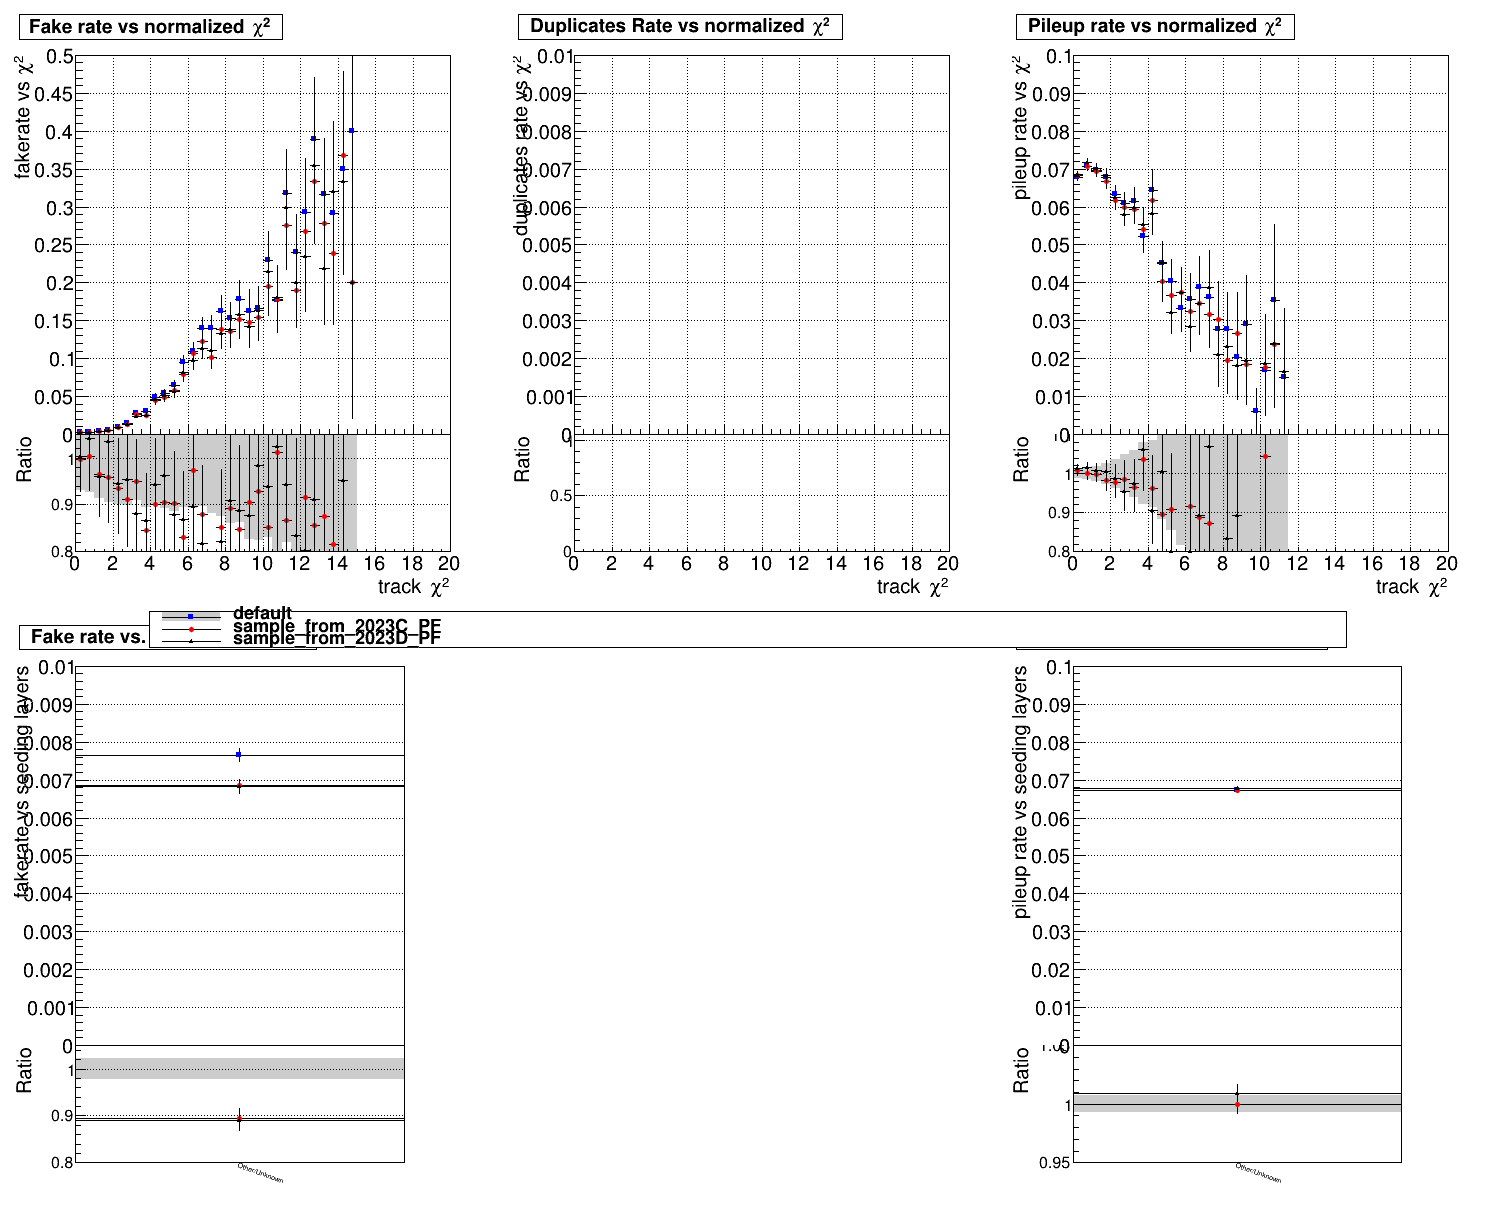 Fake rate vs normalized χ²
Duplicates Rate vs normalized χ²
Pileup rate vs normalized χ²
fakerate vs χ²
0.5
0.45
0.4
0.35
0.3
0.25
0.2
0.15
0.1
0.05
0
Ratio
1
0.9
0.8
0 2 4 6 8 10 12 14 16 18 20
track χ²
duplicates rate vs χ²
0.01
0.009
0.008
0.007
0.006
0.005
0.004
0.003
0.002
0.001
0
Ratio
1
0.5
0
0 2 4 6 8 10 12 14 16 18 20
track χ²
pileup rate vs χ²
0.1
0.09
0.08
0.07
0.06
0.05
0.04
0.03
0.02
0.01
0
Ratio
1
0.9
0.8
0 2 4 6 8 10 12 14 16 18 20
track χ²
default
sample_from_2023C_PF
sample_from_2023D_PF
Fake rate vs.
fakerate vs seeding layers
0.01
0.009
0.008
0.007
0.006
0.005
0.004
0.003
0.002
0.001
0
Ratio
1
0.9
0.8
Other/Unknown
pileup rate vs seeding layers
0.1
0.09
0.08
0.07
0.06
0.05
0.04
0.03
0.02
0.01
0
Ratio
1
0.95
Other/Unknown